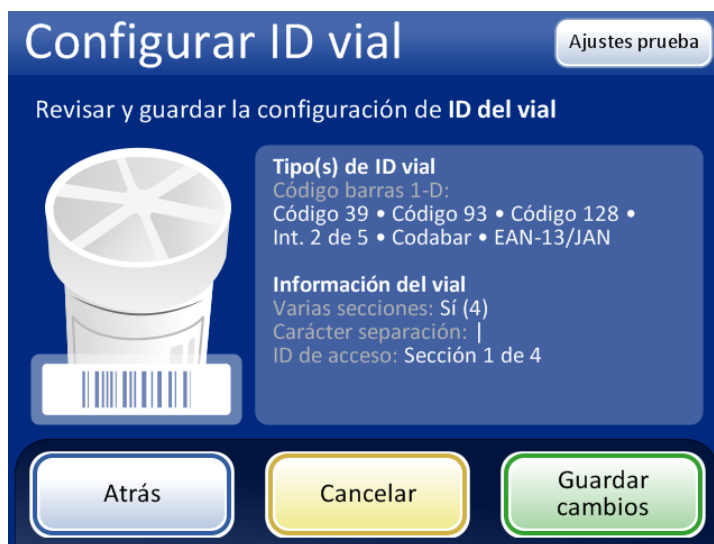 Configurar ID vial
Ajustes prueba
Revisar y guardar la configuración de ID del vial
Tipo(s) de ID vial
Código barras 1-D:
Código 39 • Código 93 • Código 128 •
Int. 2 de 5 • Codabar • EAN-13/JAN
Información del vial
Varias secciones: Sí (4)
Carácter separación: |
ID de acceso: Sección 1 de 4
Atrás
Cancelar
Guardar
cambios